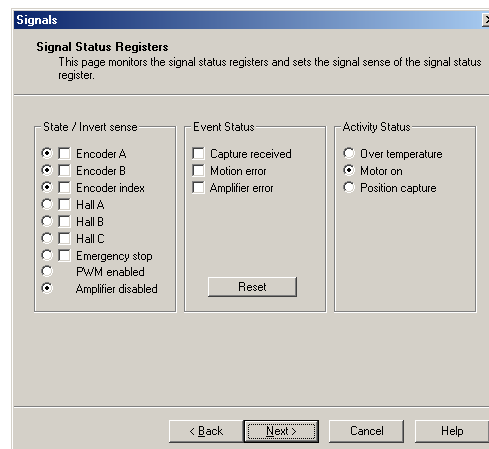 Signals
Signal Status Registers
This page monitors the signal status registers and sets the signal sense of the signal status
register.
State / Invert sense
Encoder A
Encoder B
Encoder index
Hall A
Hall B
Hall C
Emergency stop
PWM enabled
Amplifier disabled
Event Status
Capture received
Motion error
Amplifier error
Reset
Activity Status
Over temperature
Motor on
Position capture
< Back
Next >
Cancel
Help